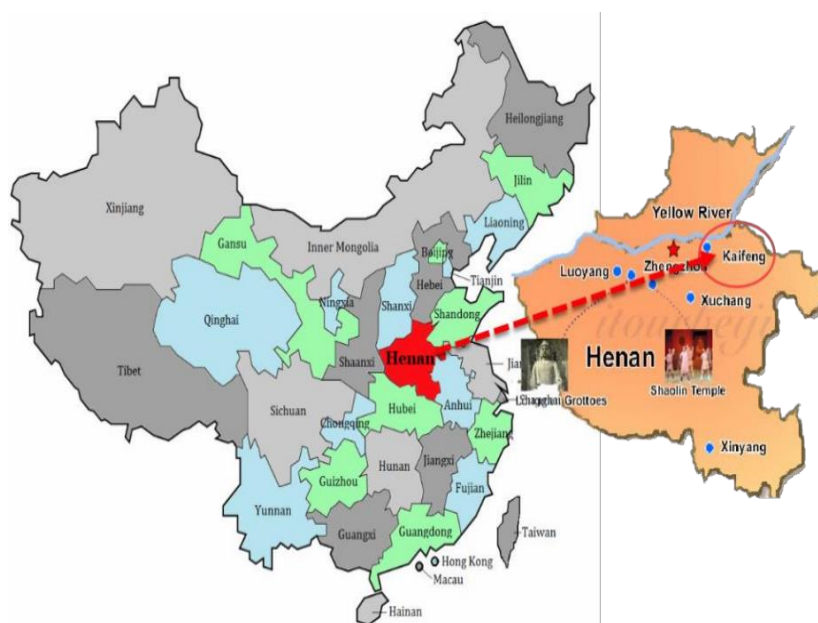 Heilongjiang
Jilin
Xinjiang
Liaoning
Gansu
Inner Mongolia
Beijing
Tianjin
Hebei
Ningxia
Shanxi
Shandong
Qinghai
Shaanxi
Henan
Tibet
Sichuan
Chongqing
Hubei
Anhui
Zhejiang
Hunan
Jiangxi
Guizhou
Fujian
Yunnan
Guangxi
Guangdong
Taiwan
Hong Kong
Macau
Hainan
Yellow River
Kaifeng
Zhengzhou
Luoyang
Xuchang
Henan
Shaolin Temple
Grottoes
Xinyang